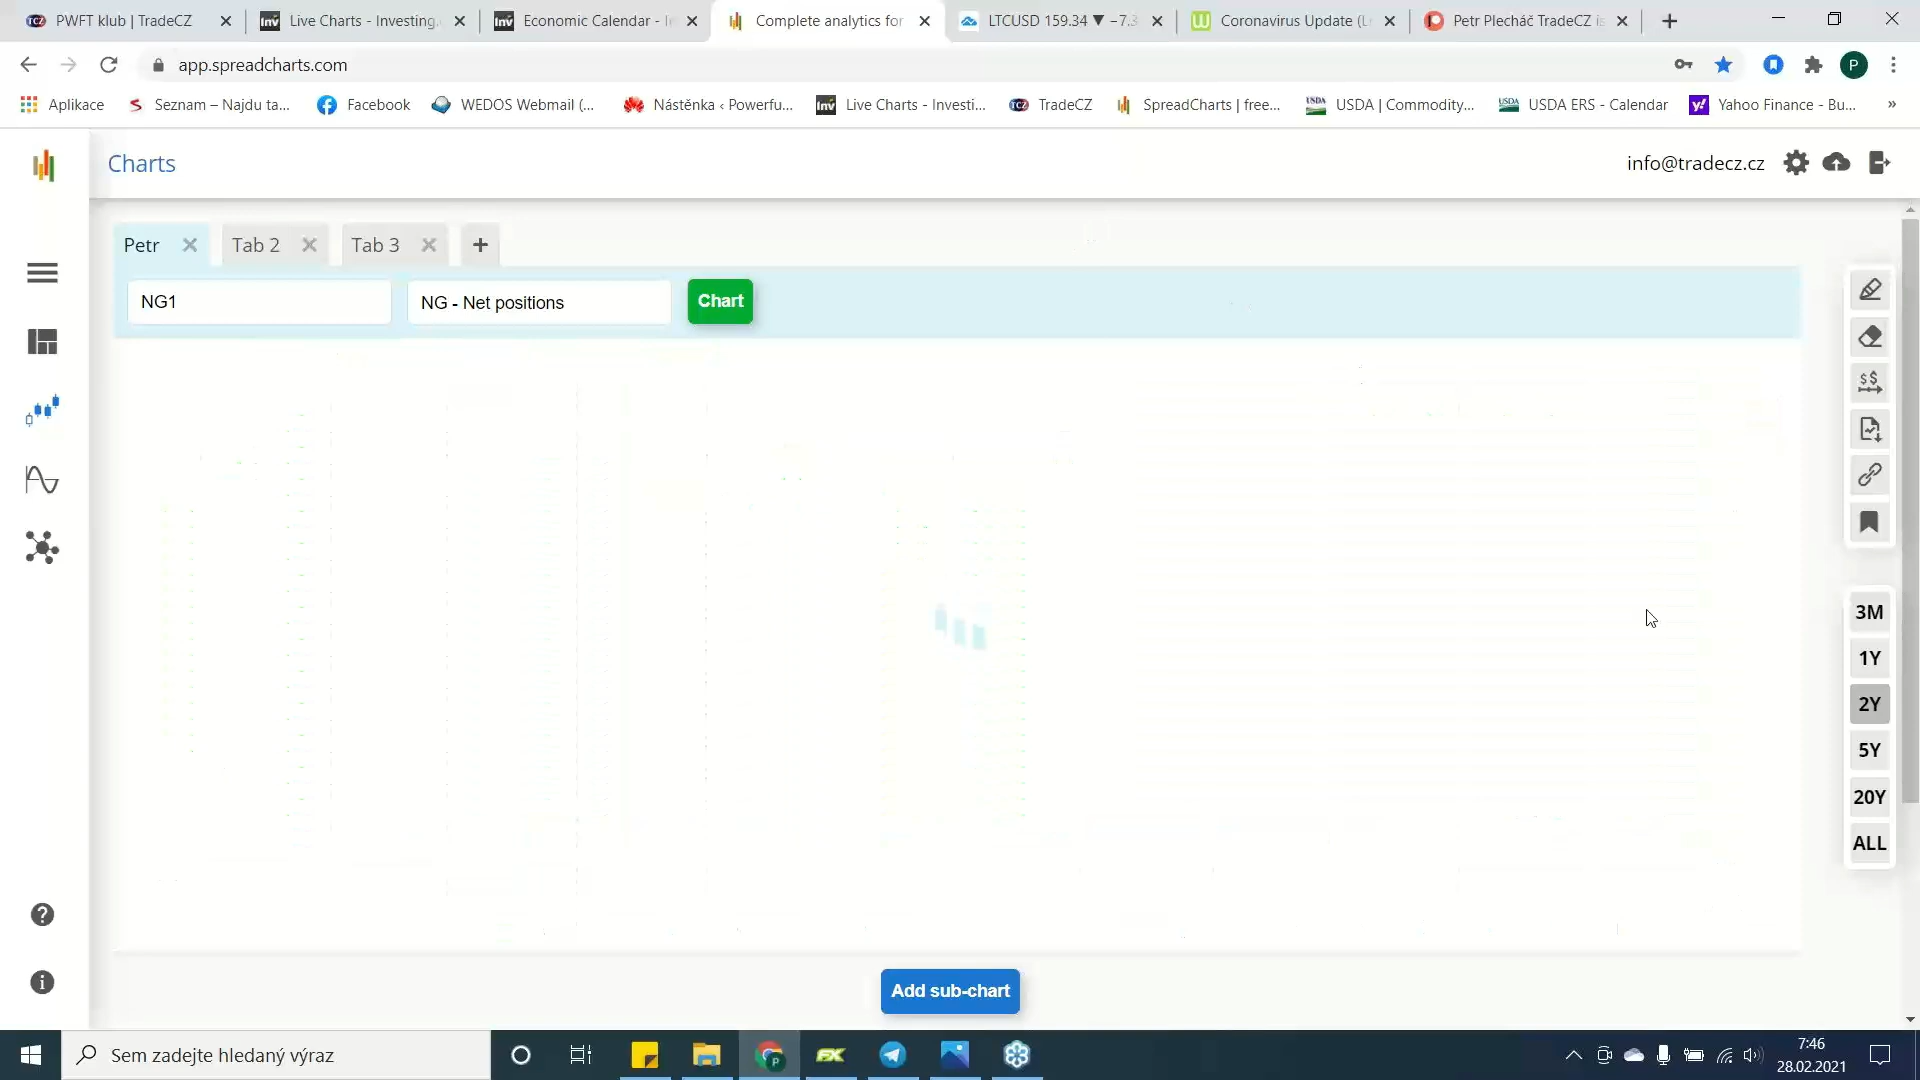 PWFT klub | TradeCZ
Live Charts - Investing.
Economic Calendar - I
Complete analytics for
LTCUSD 159.34 ▼ −7.3
Coronavirus Update (L
Petr Plecháč TradeCZ is
app.spreadcharts.com
P
Aplikace
Seznam – Najdu ta...
Facebook
WEDOS Webmail (...
Nástěnka ‹ Powerfu...
Live Charts - Investi...
TradeCZ
SpreadCharts | free...
USDA | Commodity...
USDA ERS - Calendar
Yahoo Finance - Bu...
»
Charts
info@tradecz.cz
Petr
Tab 2
Tab 3
NG1
NG - Net positions
Chart
3M
1Y
2Y
5Y
20Y
ALL
Add sub-chart
Sem zadejte hledaný výraz
7:46
28.02.2021